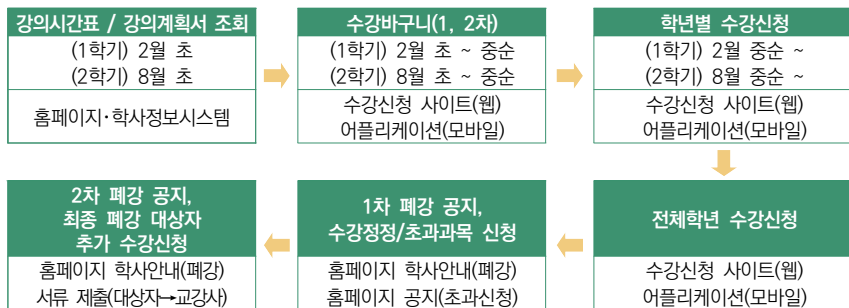 강의시간표 / 강의계획서 조회
(1학기) 2월 초
(2학기) 8월 초
홈페이지·학사정보시스템
수강바구니(1, 2차)
(1학기) 2월 초 ~ 중순
(2학기) 8월 초 ~ 중순
수강신청 사이트(웹)
어플리케이션(모바일)
학년별 수강신청
(1학기) 2월 중순 ~
(2학기) 8월 중순 ~
수강신청 사이트(웹)
어플리케이션(모바일)
전체학년 수강신청
수강신청 사이트(웹)
어플리케이션(모바일)
1차 폐강 공지,
수강정정/초과과목 신청
홈페이지 학사안내(폐강)
홈페이지 공지(초과신청)
2차 폐강 공지,
최종 폐강 대상자
추가 수강신청
홈페이지 학사안내(폐강)
서류 제출(대상자→교강사)